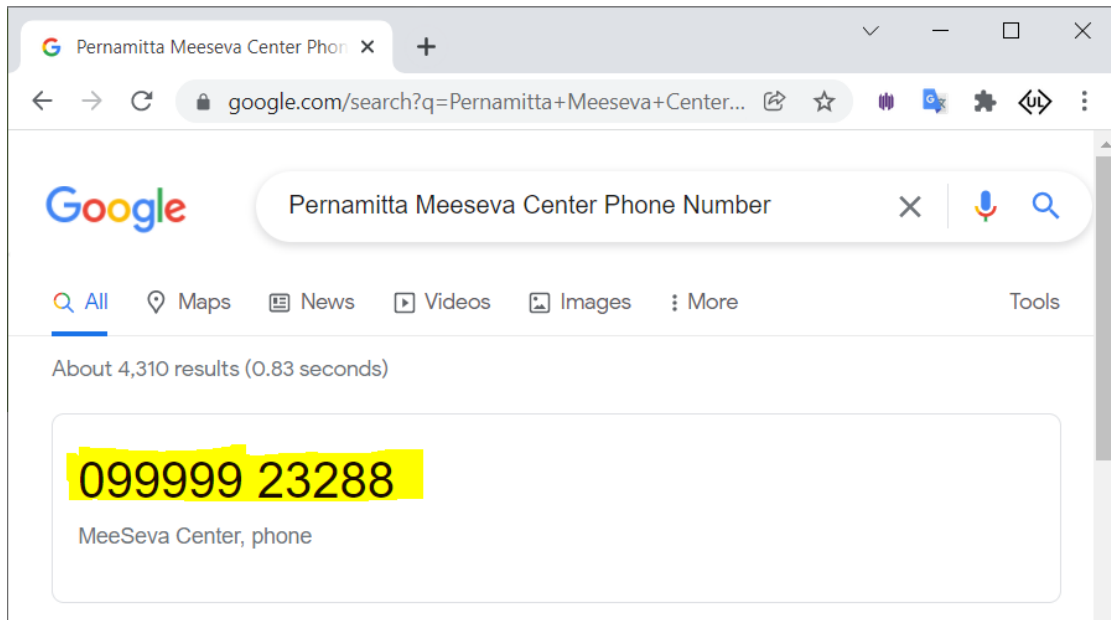 Pernamitta Meeseva Center Phon
google.com/search?q=Pernamitta+Meeseva+Center...
Google
Pernamitta Meeseva Center Phone Number
All Maps News Videos Images More Tools
About 4,310 results (0.83 seconds)
099999 23288
MeeSeva Center, phone